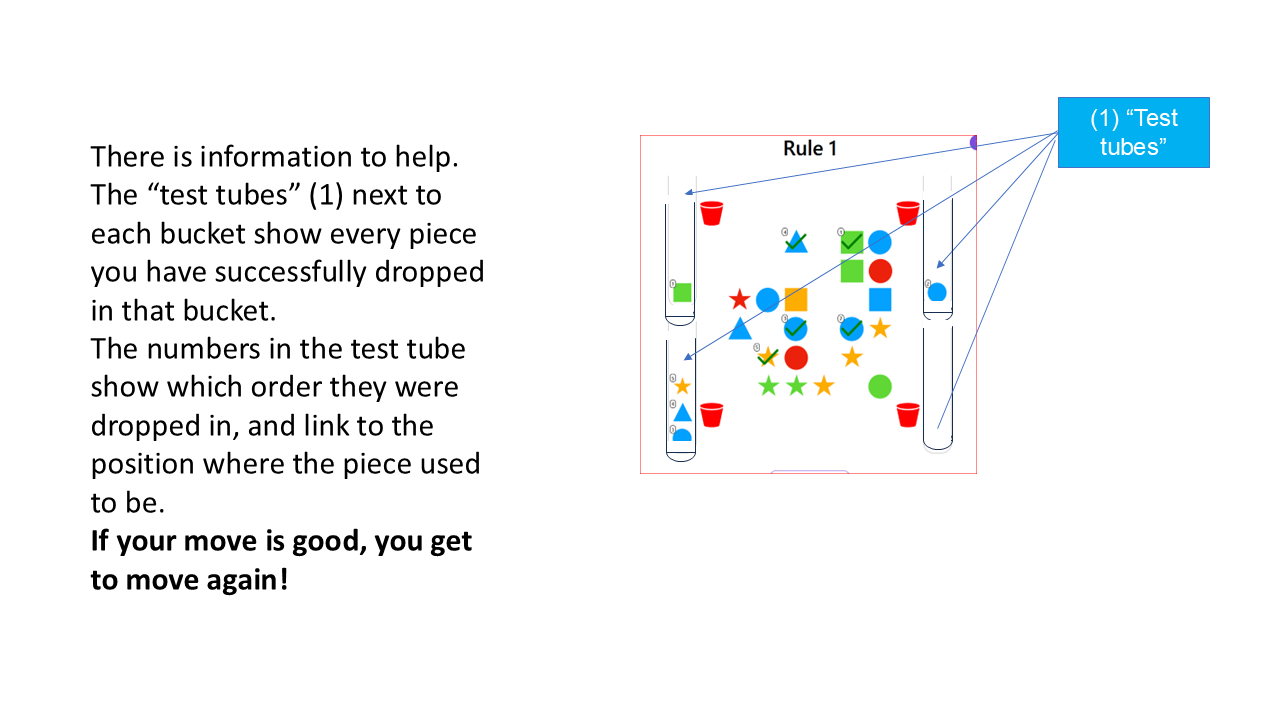 There is information to help.
The “test tubes” (1) next to
each bucket show every piece
you have successfully dropped
in that bucket.
The numbers in the test tube
show which order they were
dropped in, and link to the
position where the piece used
to be.
If your move is good, you get
to move again!
Rule 1
(1) “Test
tubes”